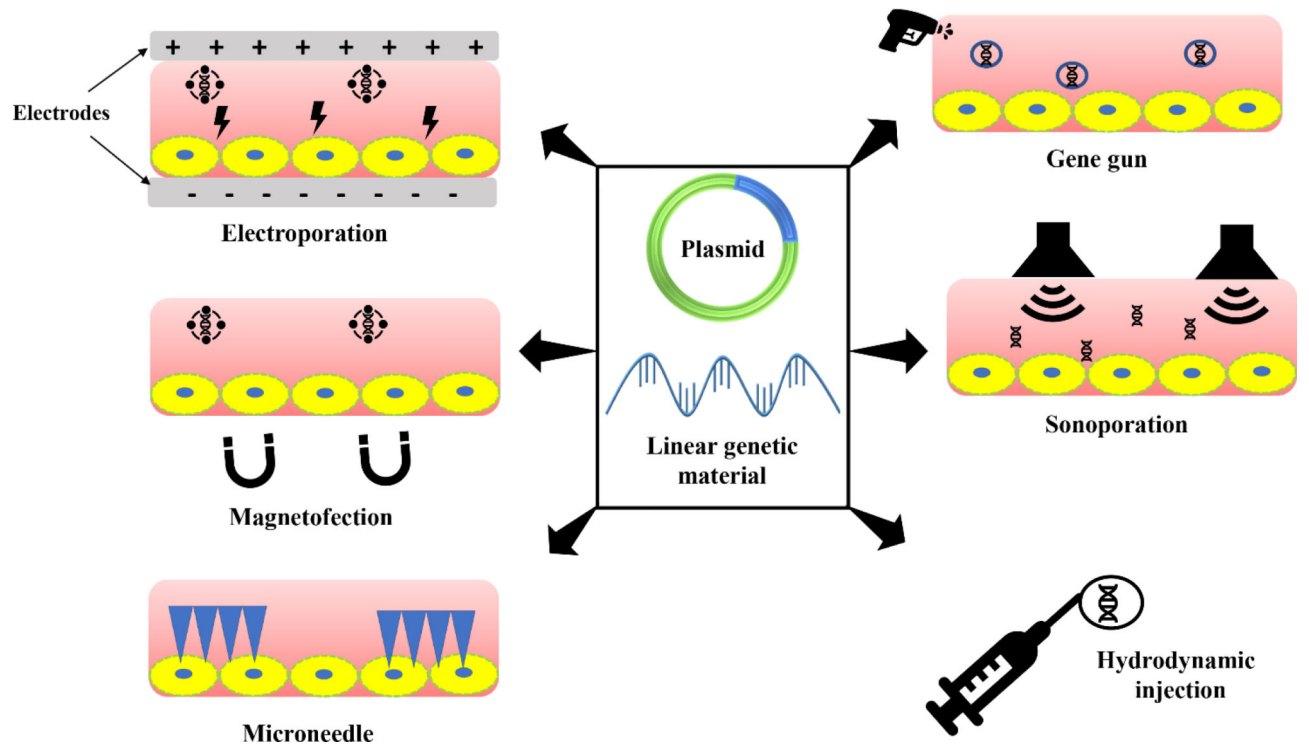 + + + + + + + +
Electrodes
- - - - - - - -
Electroporation
Gene gun
Plasmid
Linear genetic
material
Magnetofection
Sonoporation
Microneedle
Hydrodynamic
injection